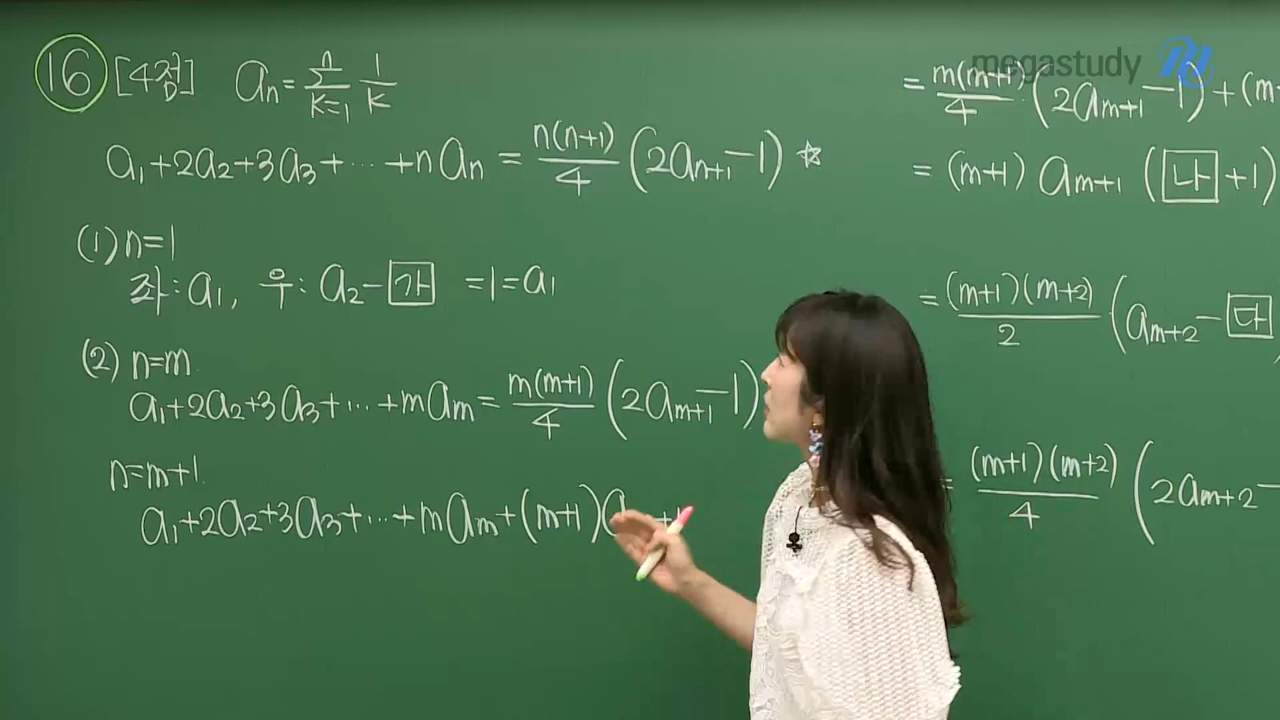 megastudy
16 [4점] aₙ = Σₖ₌₁ⁿ 1/k
a₁+2a₂+3a₃+⋯+naₙ = n(n+1)/4 (2aₙ₊₁−1) ☆
(1) n=1
좌: a₁, 우: a₂−[가] =1=a₁
(2) n=m
a₁+2a₂+3a₃+⋯+maₘ = m(m+1)/4 (2aₘ₊₁−1)
n=m+1
a₁+2a₂+3a₃+⋯+maₘ+(m+1)a
= m(m+1)/4 (2aₘ₊₁−1)+(m
= (m+1) aₘ₊₁ ([나]+1)
= (m+1)(m+2)/2 (aₘ₊₂−[다]
= (m+1)(m+2)/4 (2aₘ₊₂−